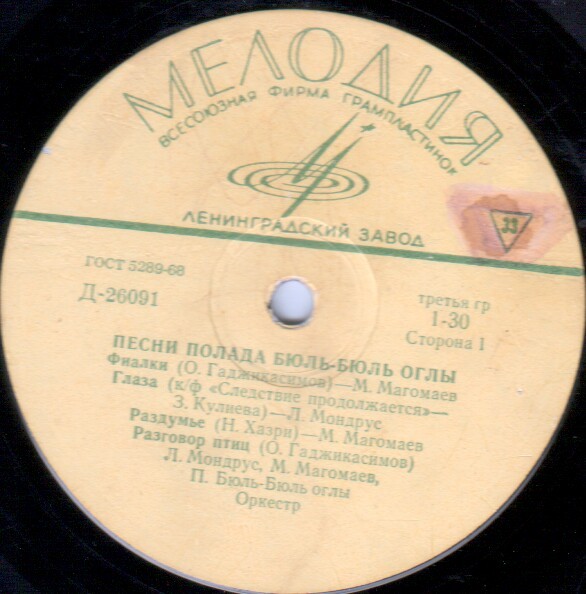 МЕЛОДИЯ
ВСЕСОЮЗНАЯ ФИРМА ГРАМПЛАСТИНОК
ЛЕНИНГРАДСКИЙ ЗАВОД
33
ГОСТ 5289-68
Д-26091
третья гр
1-30
Сторона 1
ПЕСНИ ПОЛАДА БЮЛЬ-БЮЛЬ ОГЛЫ
Фиалки (О. Гаджикасимов)—М. Магомаев
Глаза (к/ф «Следствие продолжается»—
З. Кулиева)—Л. Мондрус
Раздумье (Н. Хазри)—М. Магомаев
Разговор птиц (О. Гаджикасимов)
Л. Мондрус, М. Магомаев,
П. Бюль-Бюль оглы
Оркестр